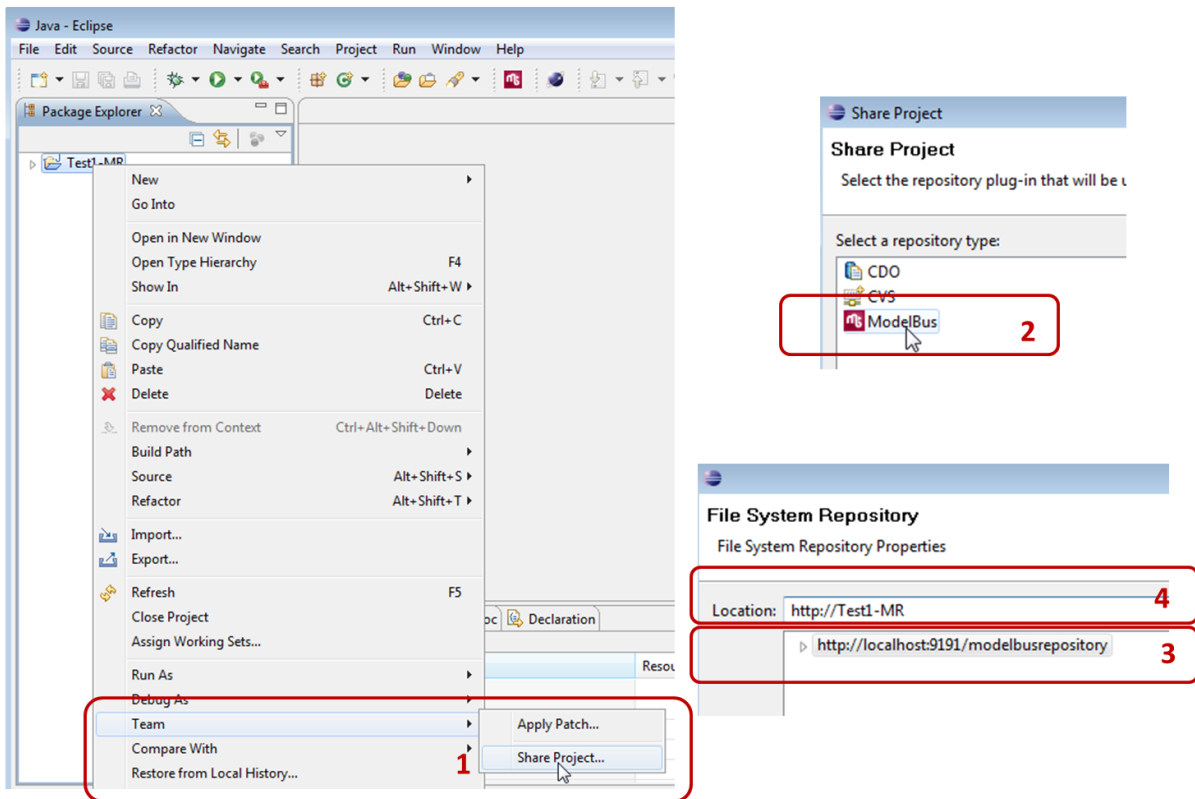 Java - Eclipse
File Edit Source Refactor Navigate Search Project Run Window Help
Package Explorer
Test1-MR
New
Go Into
Open in New Window
Open Type Hierarchy F4
Show In Alt+Shift+W
Copy Ctrl+C
Copy Qualified Name
Paste Ctrl+V
Delete Delete
Remove from Context Ctrl+Alt+Shift+Down
Build Path
Source Alt+Shift+S
Refactor Alt+Shift+T
Import...
Export...
Refresh F5
Close Project
Assign Working Sets...
Run As
Debug As
Team
Compare With
Restore from Local History...
1
Apply Patch...
Share Project...
oc Declaration
Resou
Share Project
Share Project
Select the repository plug-in that will be u
Select a repository type:
CDO
CVS
ModelBus
2
File System Repository
File System Repository Properties
Location: http://Test1-MR
4
http://localhost:9191/modelbusrepository
3